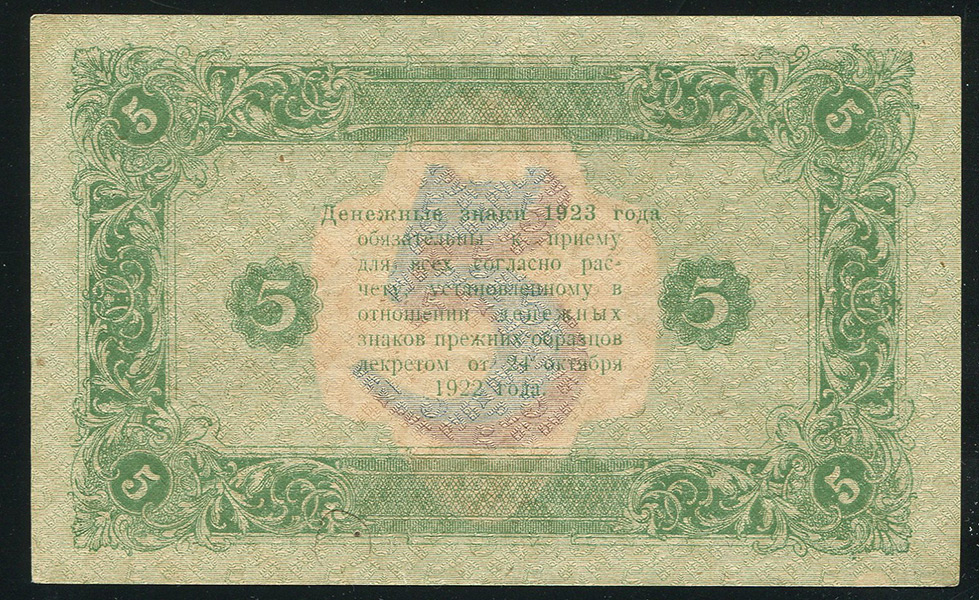 5 5
Денежные знаки 1923 года
обязательны к приему
для всех согласно рас-
чету установленному в
5 5
отношении денежных
знаков прежних образцов
декретом от 24 октября
1922 года.
5 5